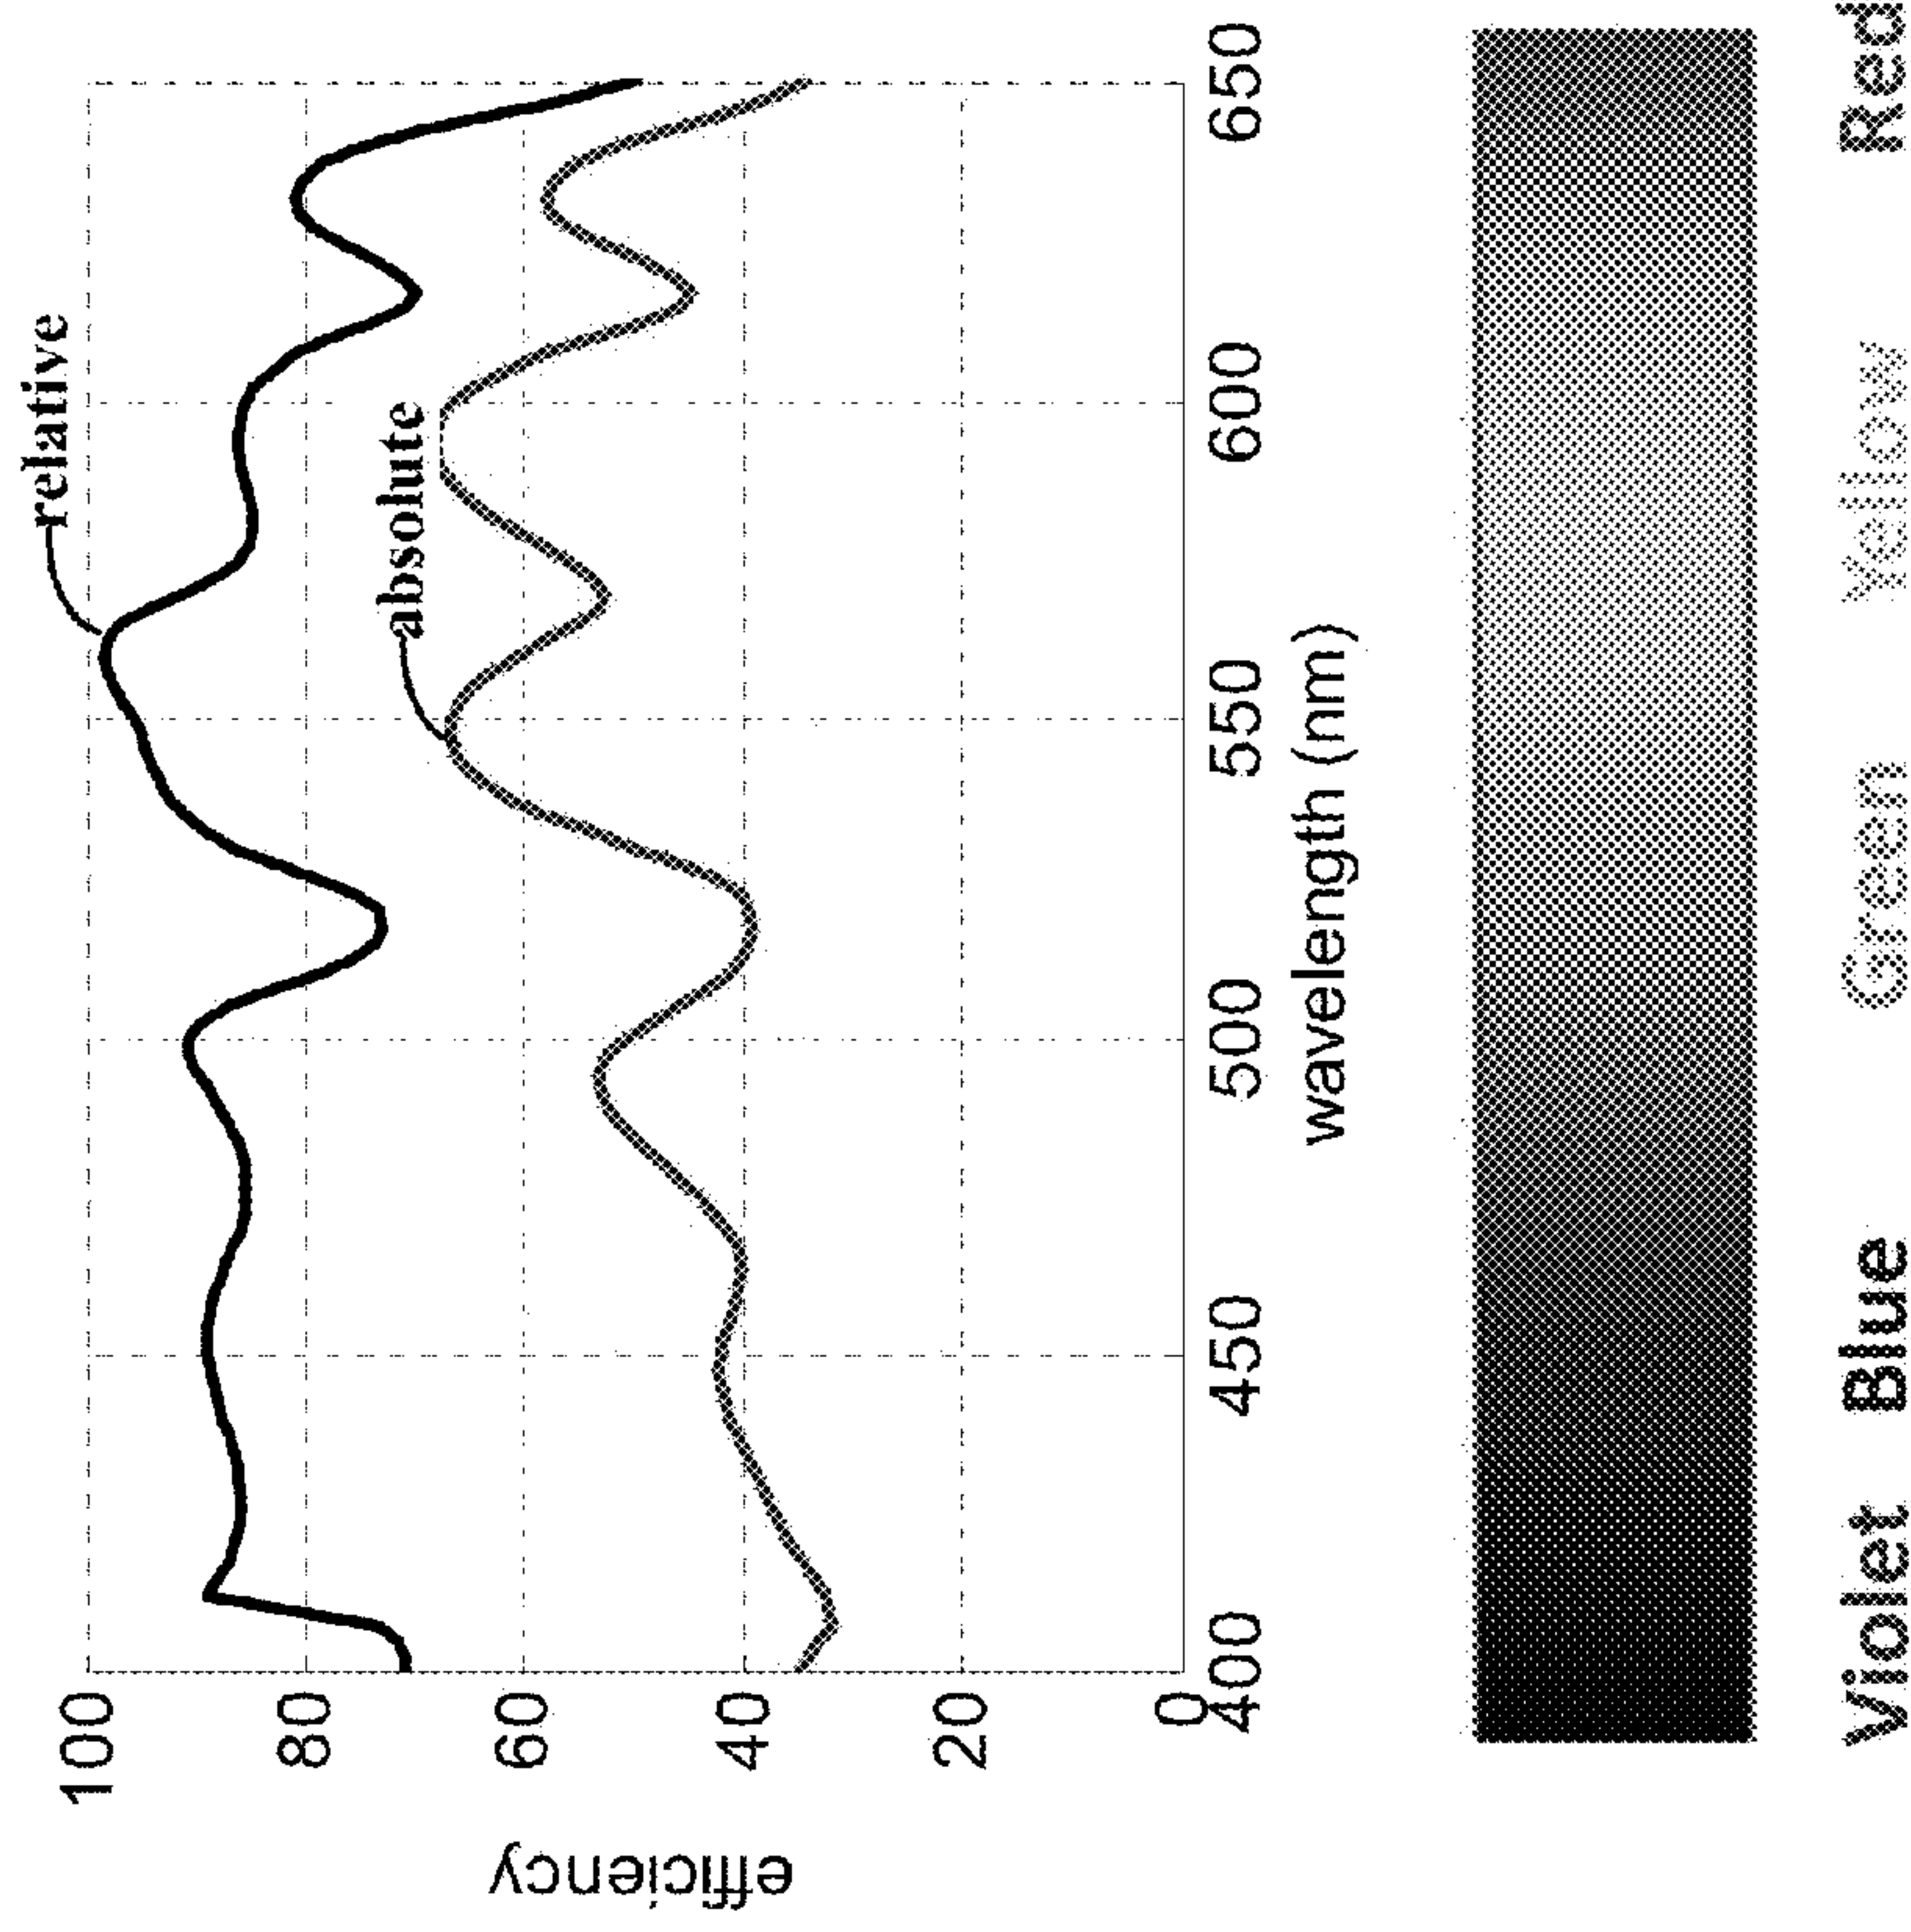 relative
absolute
efficiency
100
80
60
40
20
0
400 450 500 550 600 650
wavelength (nm)
Violet Blue Green Yellow Red